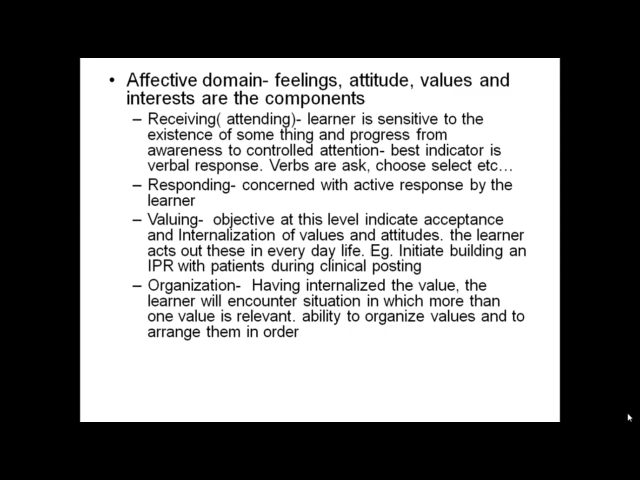 • Affective domain- feelings, attitude, values and
interests are the components
– Receiving( attending)- learner is sensitive to the
existence of some thing and progress from
awareness to controlled attention- best indicator is
verbal response. Verbs are ask, choose select etc…
– Responding- concerned with active response by the
learner
– Valuing-  objective at this level indicate acceptance
and Internalization of values and attitudes. the learner
acts out these in every day life. Eg. Initiate building an
IPR with patients during clinical posting
– Organization-  Having internalized the value, the
learner will encounter situation in which more than
one value is relevant. ability to organize values and to
arrange them in order